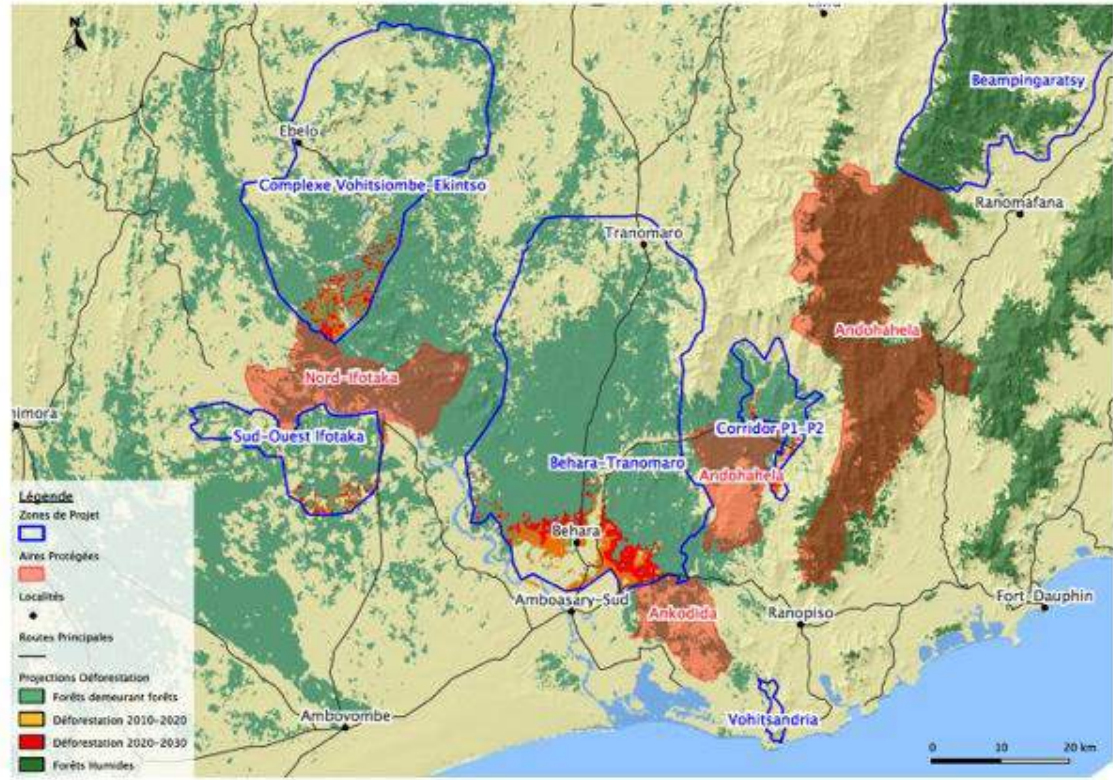 N
Beampingaratsy
Ebelo
Complexe Vohitsiombe-Ekintso
Ranomafana
Tranomaro
Andohahela
Nord-Ifotaka
Sud-Ouest Ifotaka
Corridor P1-P2
Behara-Tranomaro
Andohahela
Légende
Zones de Projet
Aires Protégées
Localités
Routes Principales
Projections Déforestation
Forêts demeurant forêts
Déforestation 2010-2020
Déforestation 2020-2030
Forêts Humides
Behara
Amboasary-Sud
Ankodida
Ranopiso
Fort_Dauphin
Vohitsandria
Ambovombe
0 10 20 km